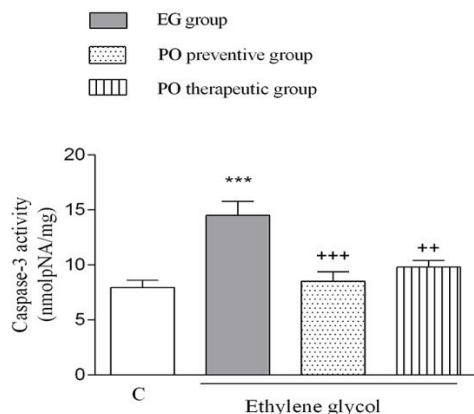 EG group
PO preventive group
PO therapeutic group
Caspase-3 activity
(nmolpNA/mg)
20
15
10
5
0
***
+++
++
C
Ethylene glycol